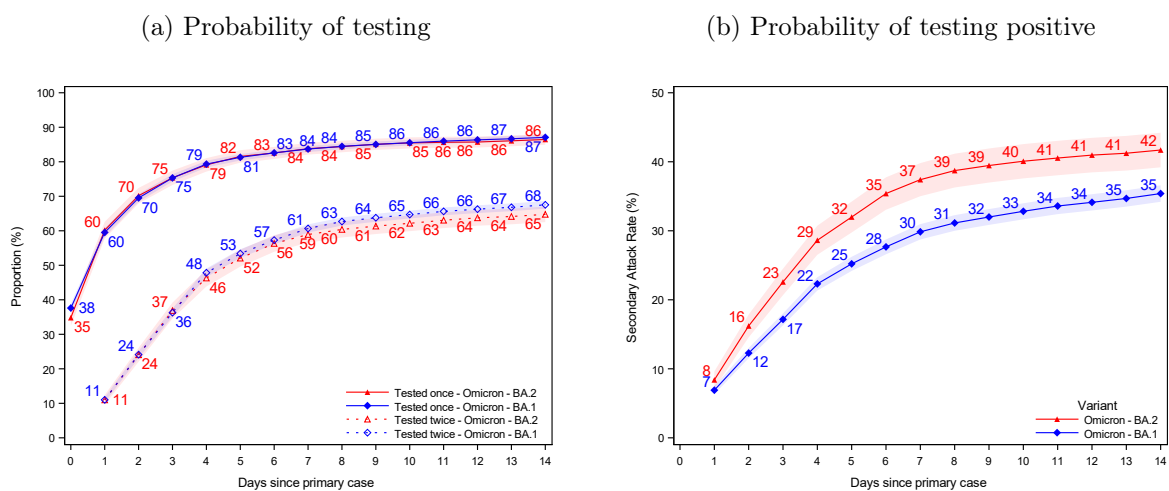 (a) Probability of testing
100
90
80
70
60
50
40
30
20
10
0
Proportion (%)
35 60 70 75 79 82 83 84 84 85 85 86 86 86
38 60 70 75 79 81 83 84 84 85 86 86 86 87 87
11 24 37 46 52 56 59 60 61 62 63 64 64 65
11 24 36 48 53 57 61 63 64 65 66 66 67 68
Tested once - Omicron - BA.2
Tested once - Omicron - BA.1
Tested twice - Omicron - BA.2
Tested twice - Omicron - BA.1
0 1 2 3 4 5 6 7 8 9 10 11 12 13 14
Days since primary case
(b) Probability of testing positive
50
40
30
20
10
0
Secondary Attack Rate (%)
8 16 23 29 32 35 37 39 39 40 41 41 41 42
7 12 17 22 25 28 30 31 32 33 34 34 35 35
Variant
Omicron - BA.2
Omicron - BA.1
0 1 2 3 4 5 6 7 8 9 10 11 12 13 14
Days since primary case